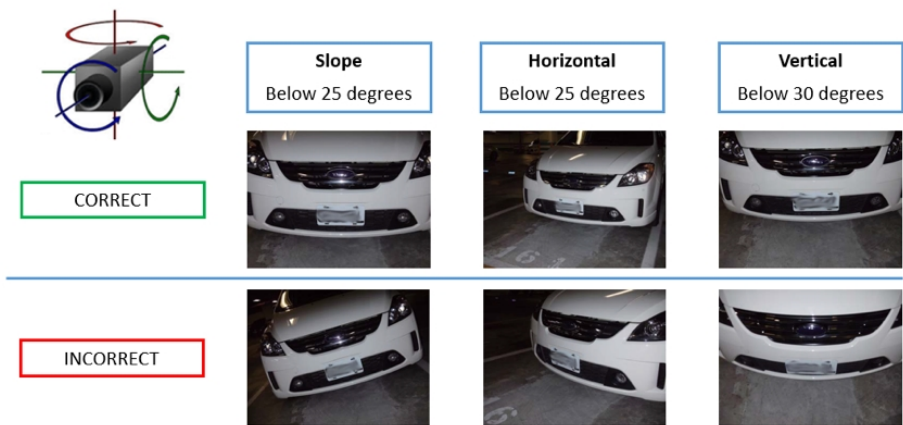 Slope
Below 25 degrees
Horizontal
Below 25 degrees
Vertical
Below 30 degrees
CORRECT
INCORRECT